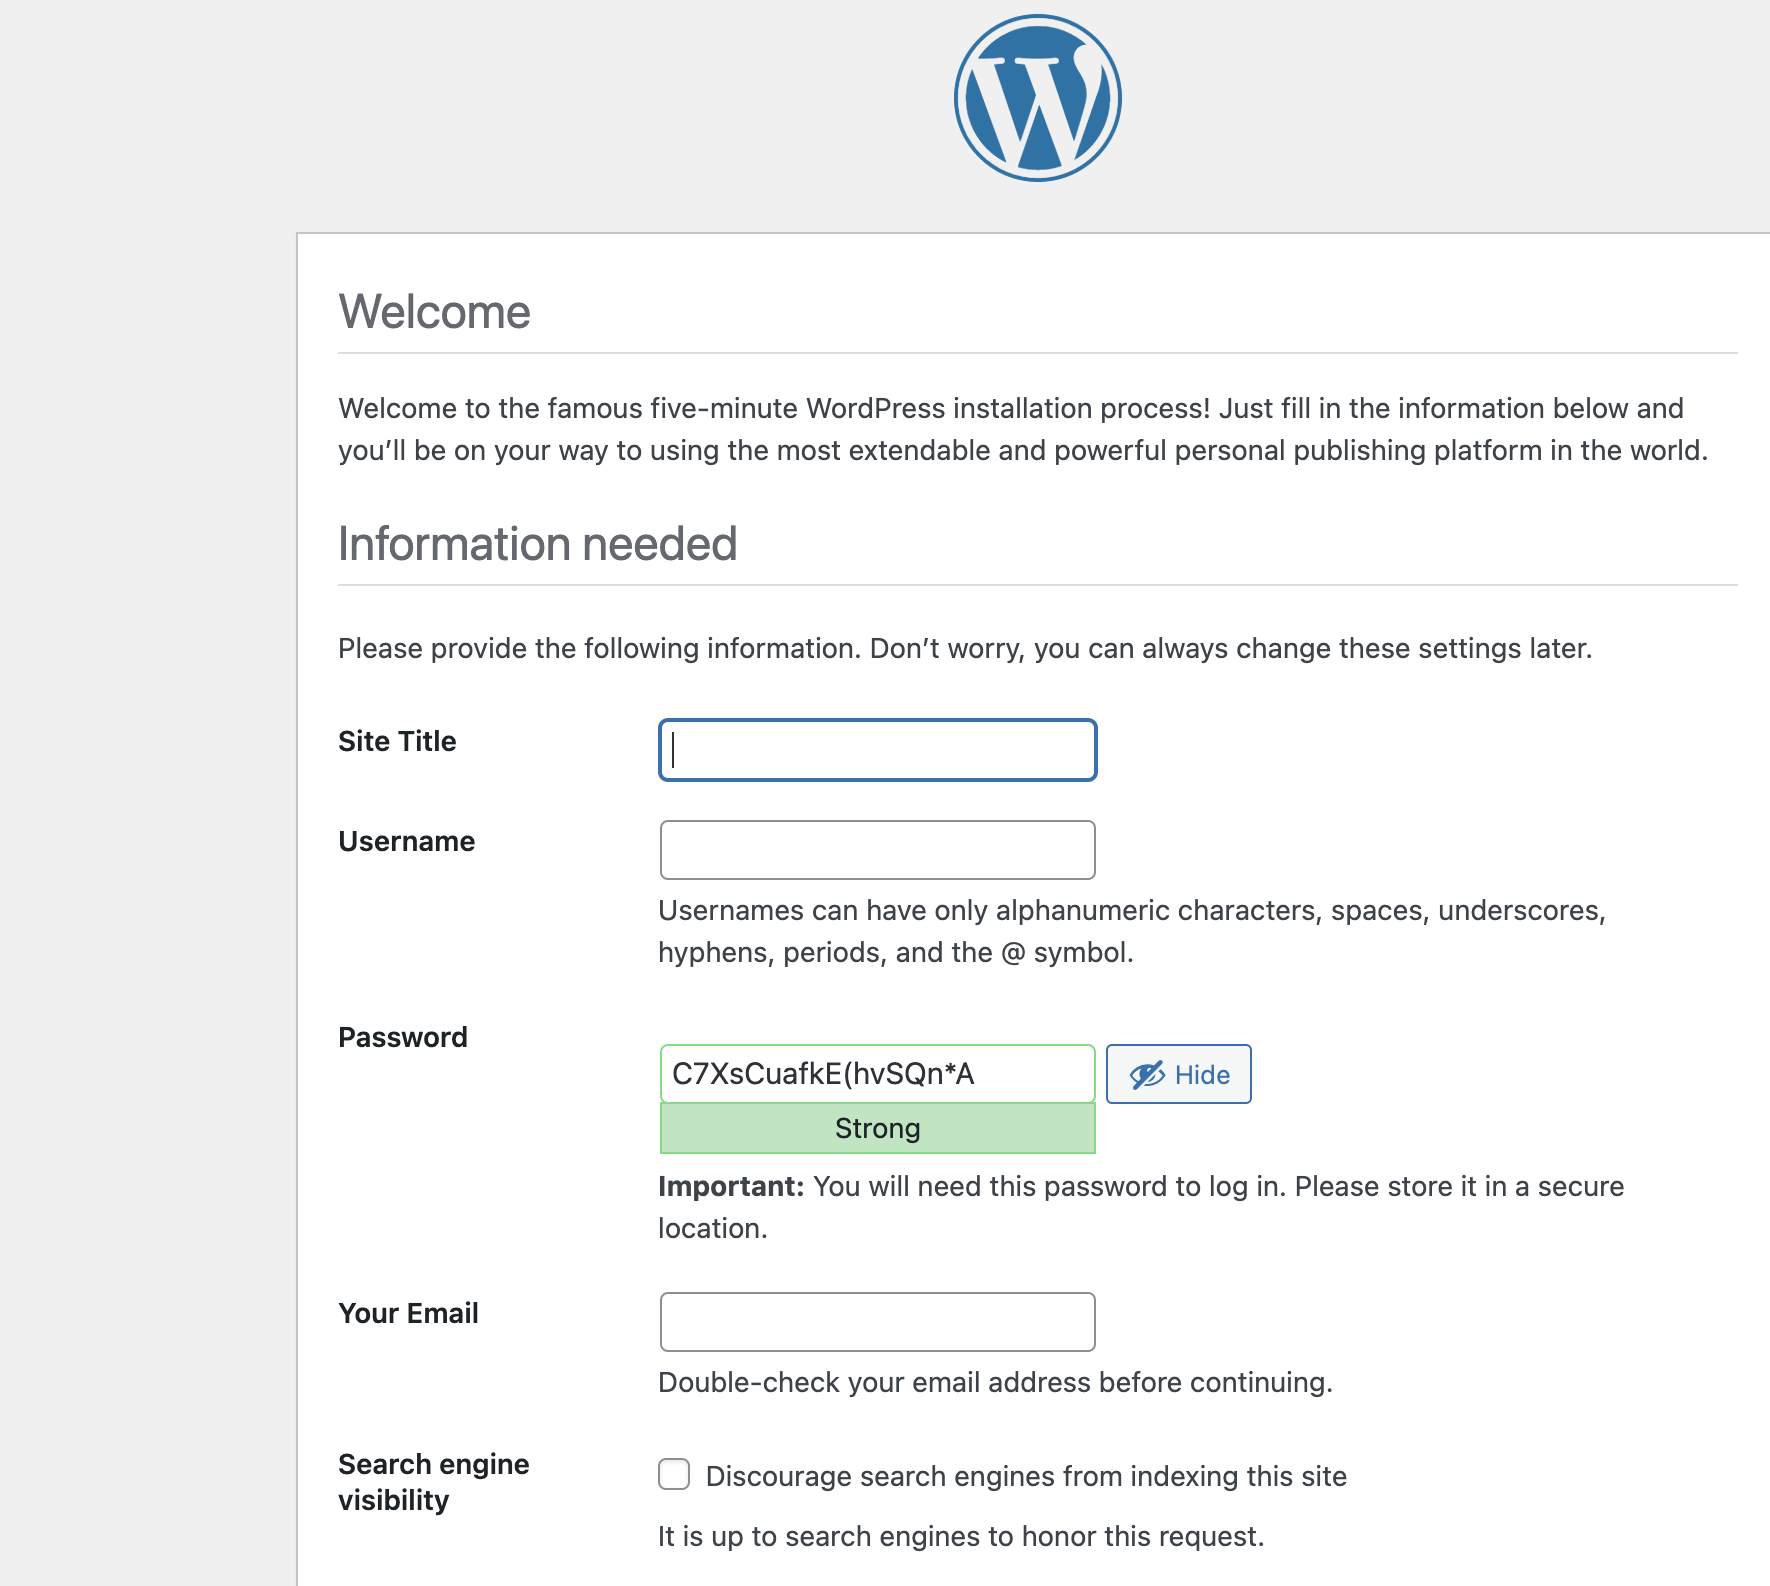 Welcome
Welcome to the famous five-minute WordPress installation process! Just fill in the information below and
you’ll be on your way to using the most extendable and powerful personal publishing platform in the world.
Information needed
Please provide the following information. Don’t worry, you can always change these settings later.
Site Title
Username
Usernames can have only alphanumeric characters, spaces, underscores,
hyphens, periods, and the @ symbol.
Password
C7XsCuafkE(hvSQn*A
Hide
Strong
Important: You will need this password to log in. Please store it in a secure
location.
Your Email
Double-check your email address before continuing.
Search engine
visibility
Discourage search engines from indexing this site
It is up to search engines to honor this request.